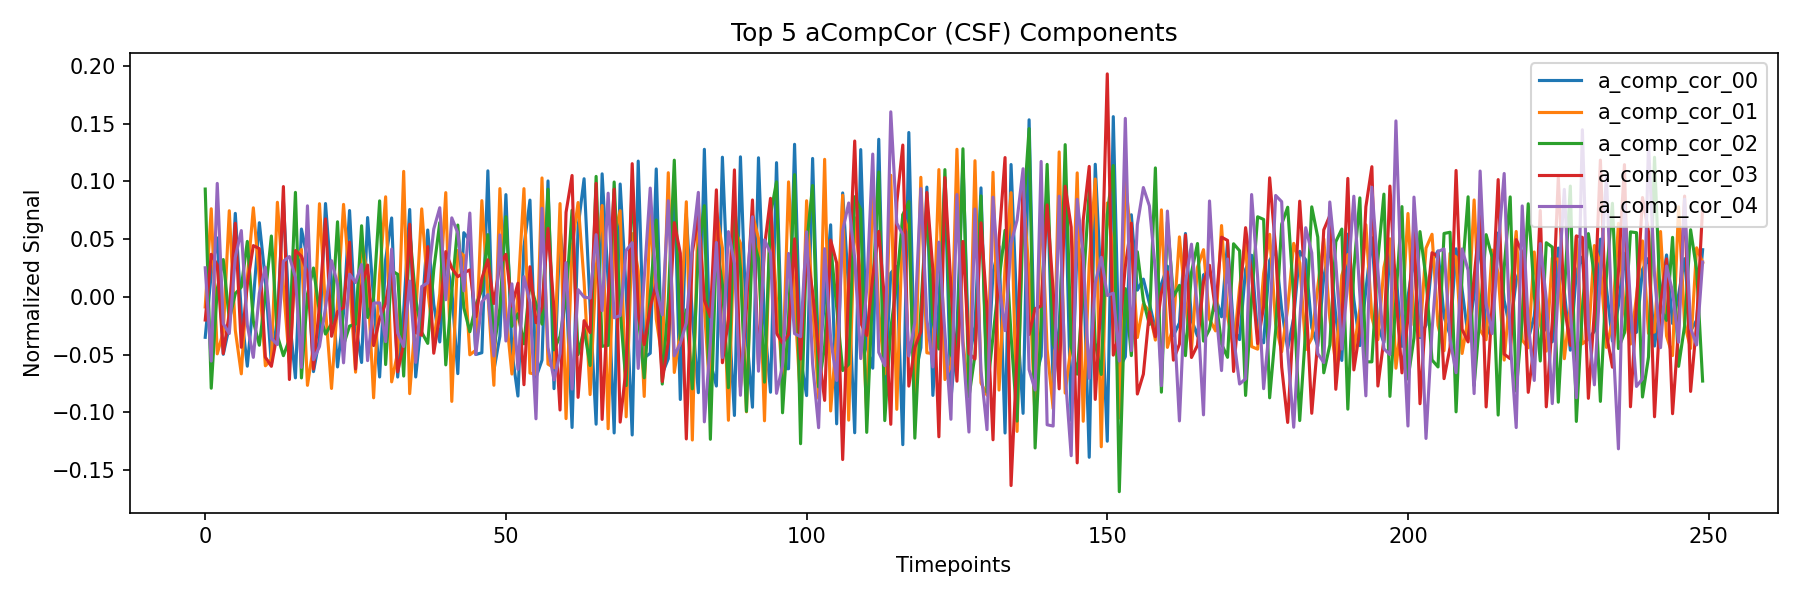 Top 5 aCompCor (CSF) Components
Normalized Signal
0.20
0.15
0.10
0.05
0.00
−0.05
−0.10
−0.15
0 50 100 150 200 250
Timepoints
a_comp_cor_00
a_comp_cor_01
a_comp_cor_02
a_comp_cor_03
a_comp_cor_04